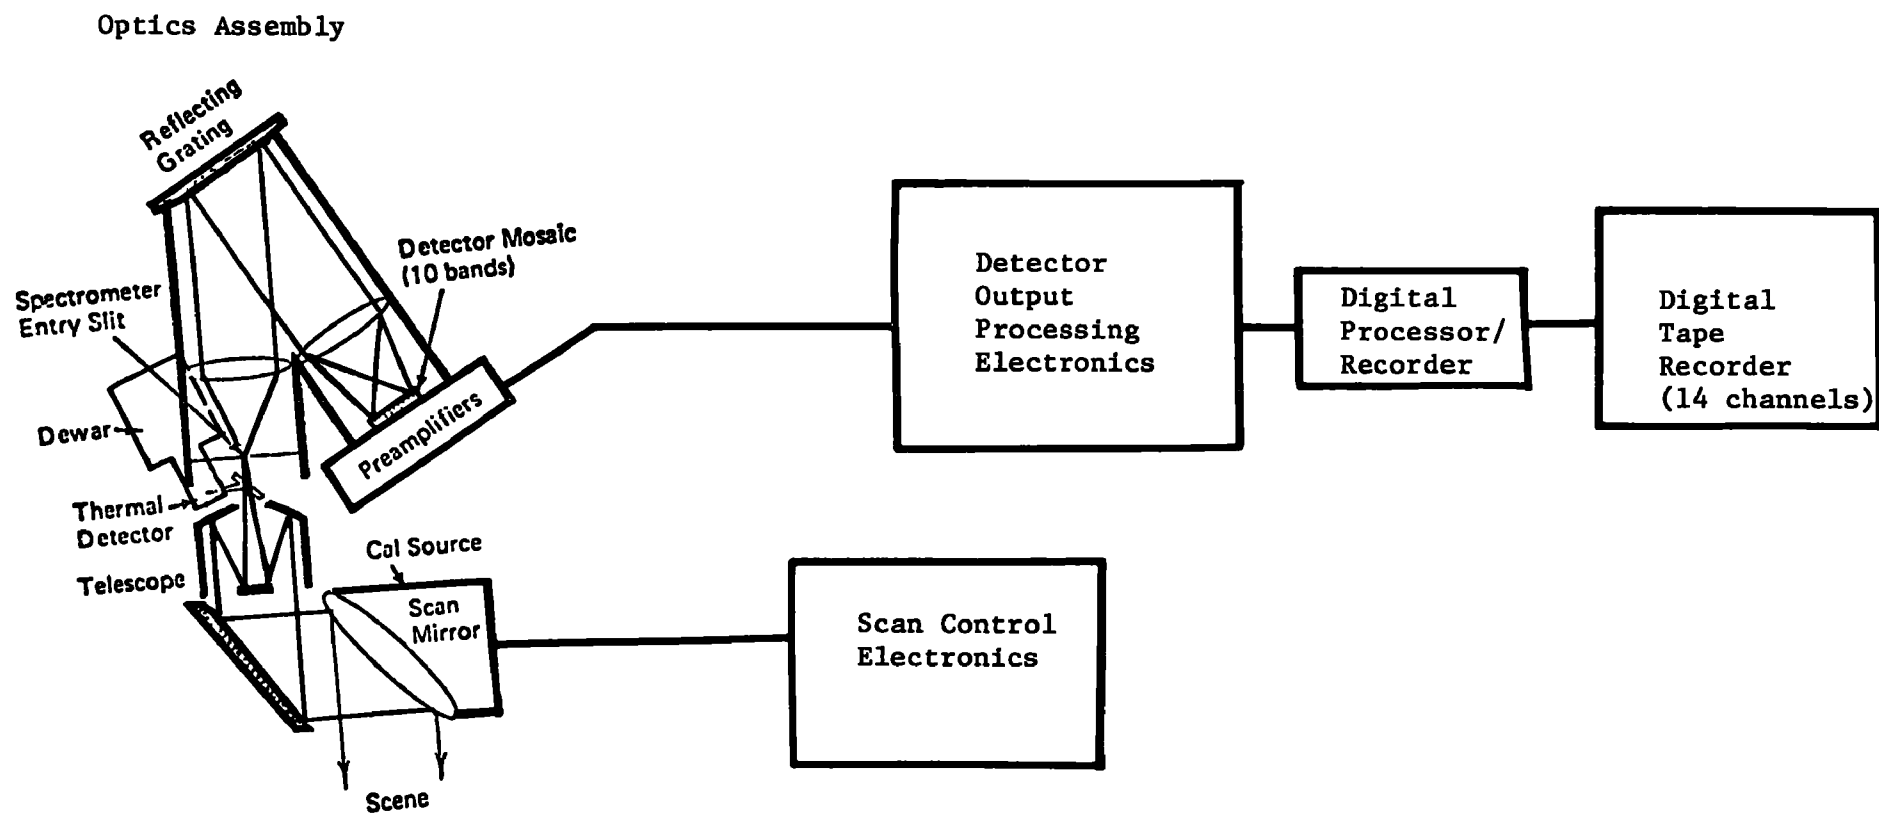 Optics Assembly
Reflecting
Grating
Detector Mosaic
(10 bands)
Spectrometer
Entry Slit
Dewar
Preamplifiers
Thermal
Detector
Telescope
Cal Source
Scan
Mirror
Scene
Detector
Output
Processing
Electronics
Digital
Processor/
Recorder
Digital
Tape
Recorder
(14 channels)
Scan Control
Electronics